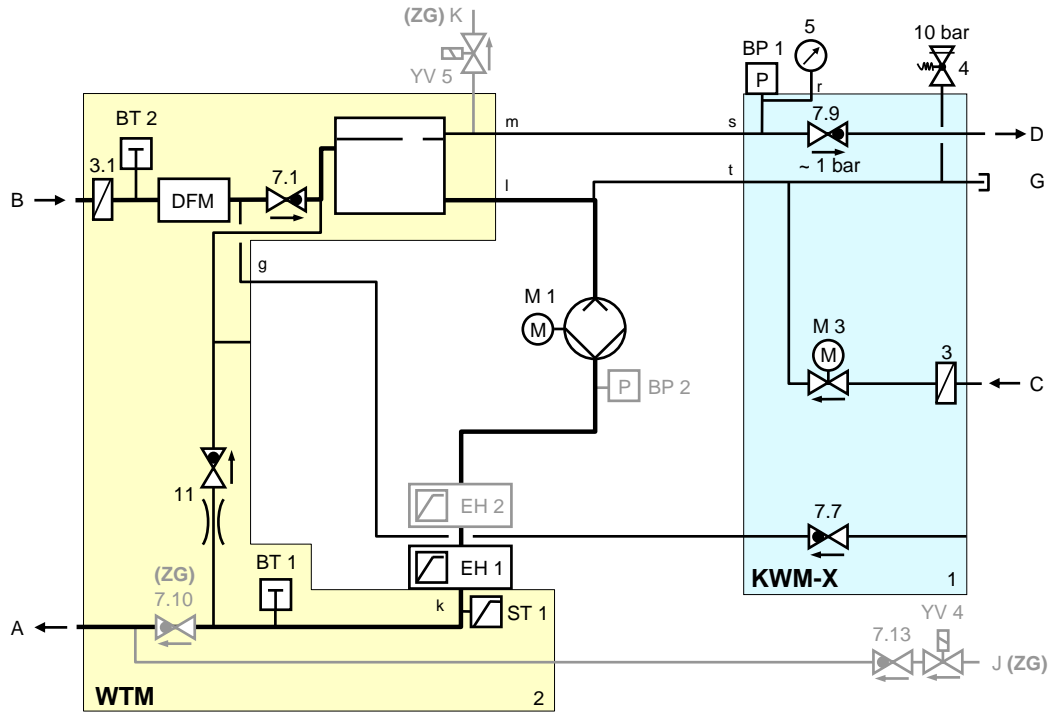 (ZG) K
5
10 bar
BP 1
P
4
YV 5
r
BT 2
m
s
7.9
D
3.1
~ 1 bar
7.1
l
t
G
B
DFM
g
M 1
M
M 3
M
3
C
P
BP 2
11
EH 2
7.7
BT 1
EH 1
KWM-X
1
(ZG)
7.10
k
ST 1
YV 4
A
7.13
J (ZG)
WTM
2